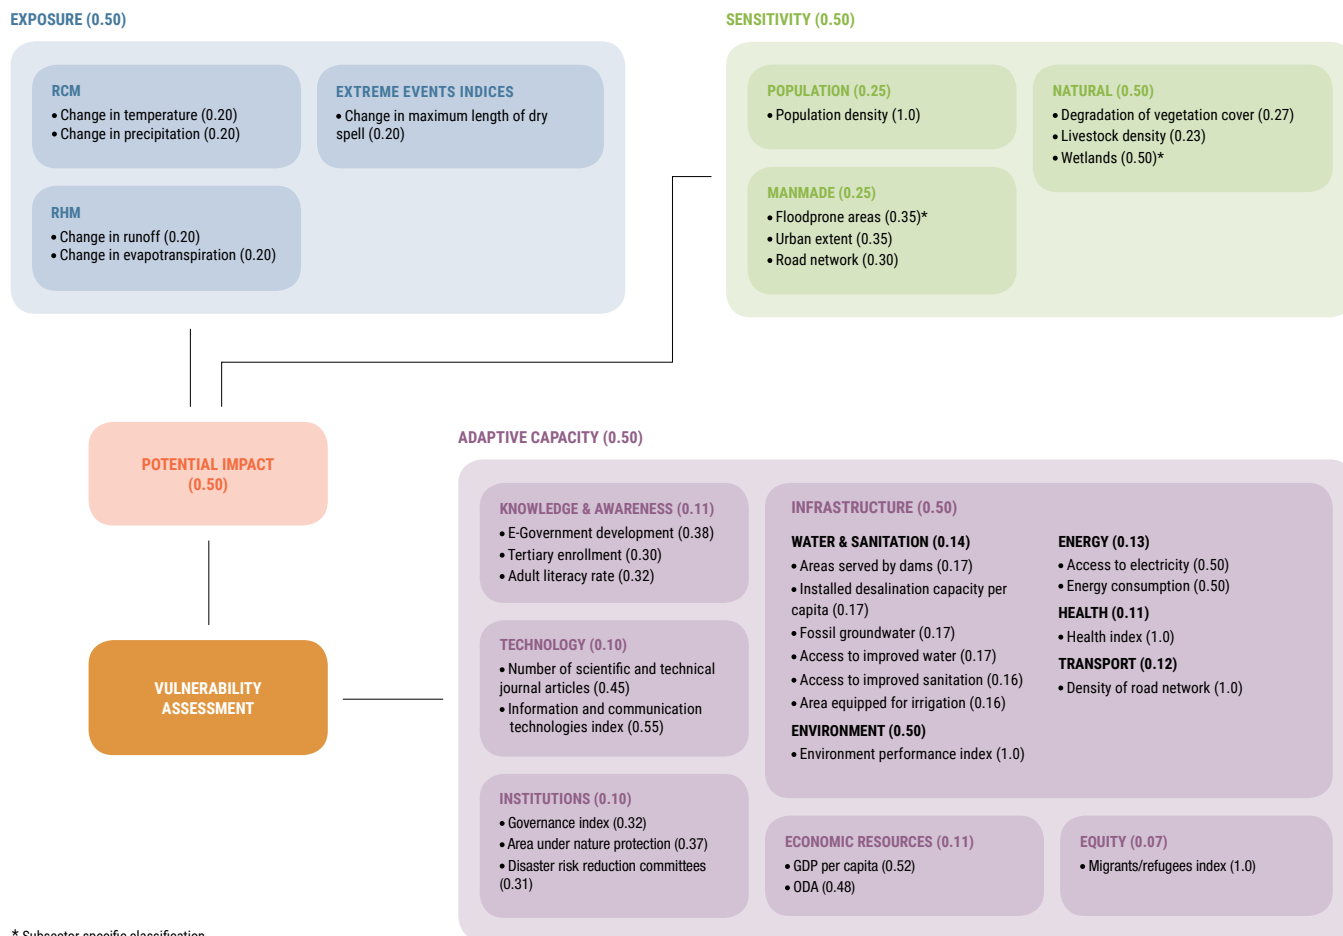 EXPOSURE (0.50)
RCM
• Change in temperature (0.20)
• Change in precipitation (0.20)
EXTREME EVENTS INDICES
• Change in maximum length of dry
spell (0.20)
RHM
• Change in runoff (0.20)
• Change in evapotranspiration (0.20)
SENSITIVITY (0.50)
POPULATION (0.25)
• Population density (1.0)
NATURAL (0.50)
• Degradation of vegetation cover (0.27)
• Livestock density (0.23)
• Wetlands (0.50)*
MANMADE (0.25)
• Floodprone areas (0.35)*
• Urban extent (0.35)
• Road network (0.30)
POTENTIAL IMPACT
(0.50)
VULNERABILITY
ASSESSMENT
ADAPTIVE CAPACITY (0.50)
KNOWLEDGE & AWARENESS (0.11)
• E-Government development (0.38)
• Tertiary enrollment (0.30)
• Adult literacy rate (0.32)
TECHNOLOGY (0.10)
• Number of scientific and technical
journal articles (0.45)
• Information and communication
technologies index (0.55)
INSTITUTIONS (0.10)
• Governance index (0.32)
• Area under nature protection (0.37)
• Disaster risk reduction committees
(0.31)
INFRASTRUCTURE (0.50)
WATER & SANITATION (0.14)
• Areas served by dams (0.17)
• Installed desalination capacity per
capita (0.17)
• Fossil groundwater (0.17)
• Access to improved water (0.17)
• Access to improved sanitation (0.16)
• Area equipped for irrigation (0.16)
ENVIRONMENT (0.50)
• Environment performance index (1.0)
ENERGY (0.13)
• Access to electricity (0.50)
• Energy consumption (0.50)
HEALTH (0.11)
• Health index (1.0)
TRANSPORT (0.12)
• Density of road network (1.0)
ECONOMIC RESOURCES (0.11)
• GDP per capita (0.52)
• ODA (0.48)
EQUITY (0.07)
• Migrants/refugees index (1.0)
* Subsector specific classification